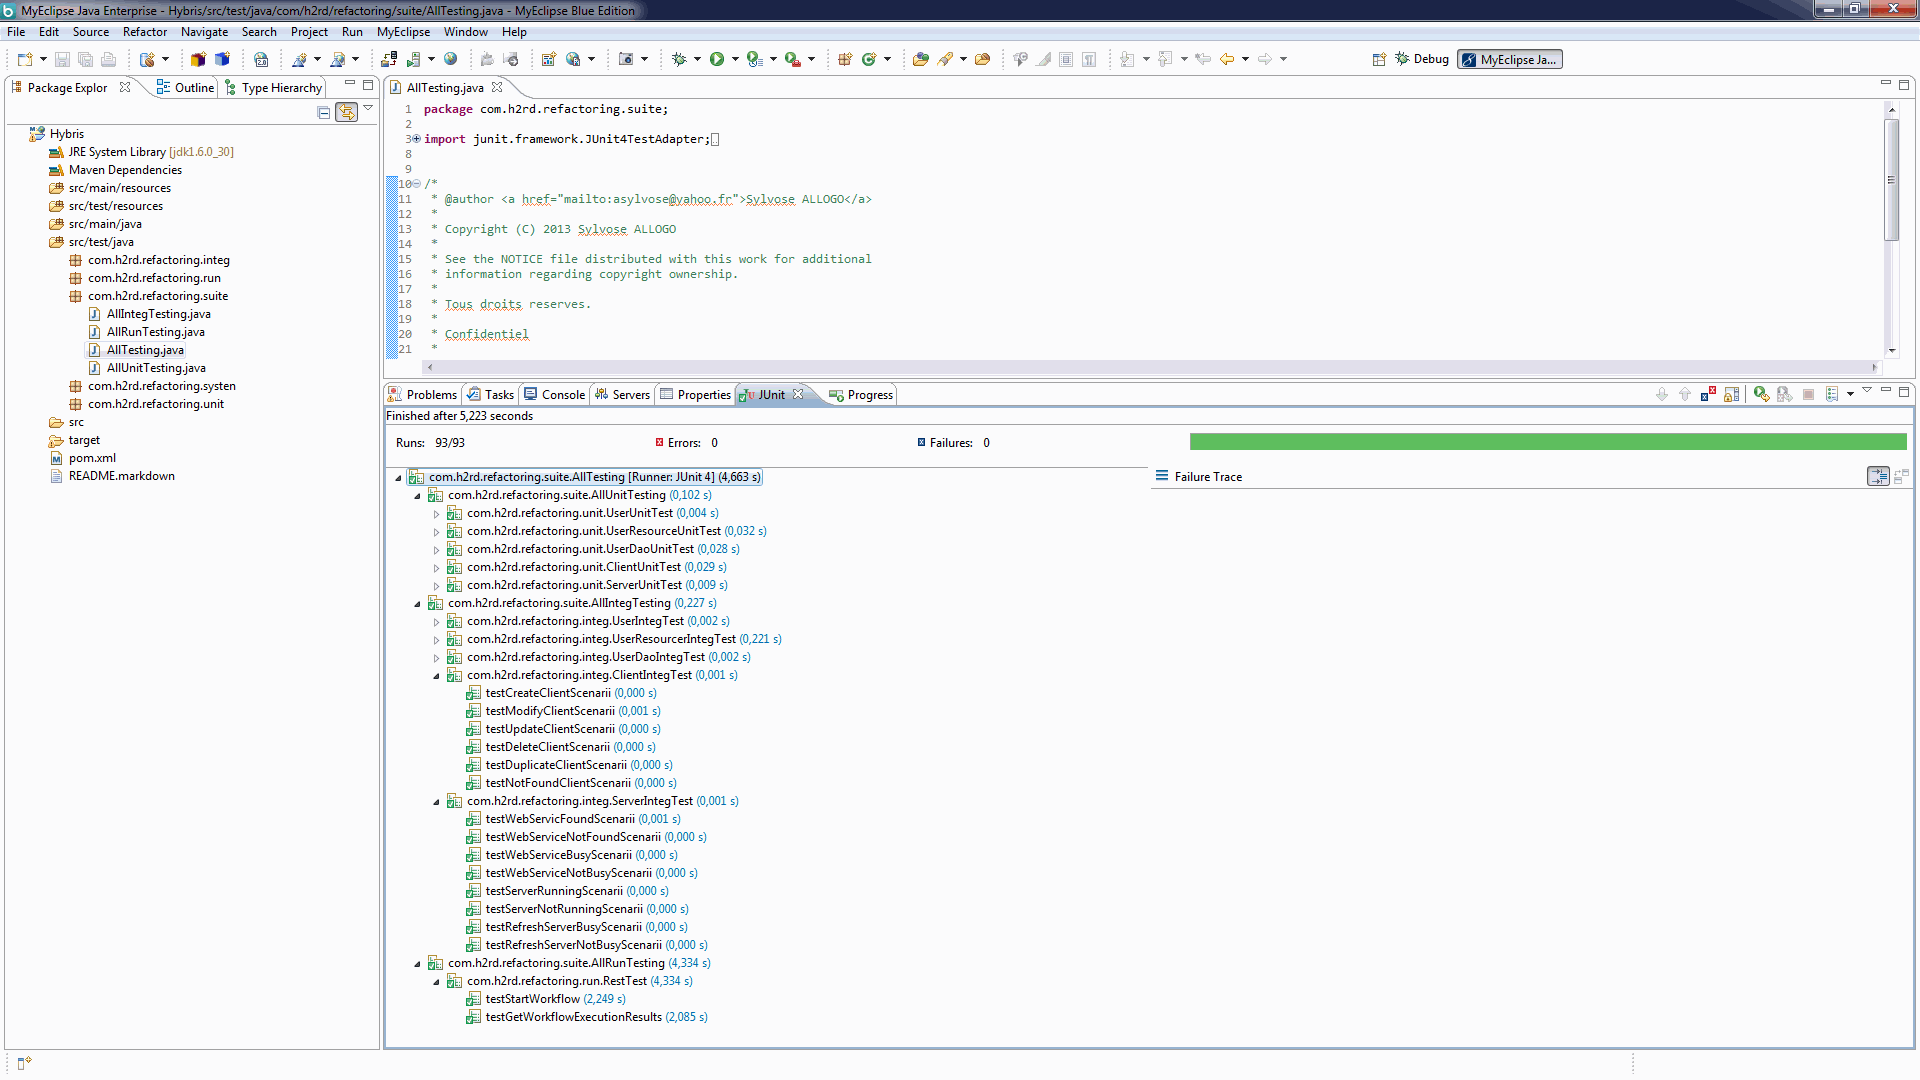 MyEclipse Java Enterprise - Hybris/src/test/java/com/h2rd/refactoring/suite/AllTesting.java - MyEclipse Blue Edition
File Edit Source Refactor Navigate Search Project Run MyEclipse Window Help
Debug MyEclipse Ja...
Package Explor Outline Type Hierarchy
Hybris
JRE System Library [jdk1.6.0_30]
Maven Dependencies
src/main/resources
src/test/resources
src/main/java
src/test/java
com.h2rd.refactoring.integ
com.h2rd.refactoring.run
com.h2rd.refactoring.suite
AllIntegTesting.java
AllRunTesting.java
AllTesting.java
AllUnitTesting.java
com.h2rd.refactoring.systen
com.h2rd.refactoring.unit
src
target
pom.xml
README.markdown
AllTesting.java
1 package com.h2rd.refactoring.suite;
2
3 import junit.framework.JUnit4TestAdapter;
8
9
10 /*
11 * @author <a href="mailto:asylvose@yahoo.fr">Sylvose ALLOGO</a>
12 *
13 * Copyright (C) 2013 Sylvose ALLOGO
14 *
15 * See the NOTICE file distributed with this work for additional
16 * information regarding copyright ownership.
17 *
18 * Tous droits reserves.
19 *
20 * Confidentiel
21 *
Problems Tasks Console Servers Properties JUnit Progress
Finished after 5,223 seconds
Runs: 93/93 Errors: 0 Failures: 0
com.h2rd.refactoring.suite.AllTesting [Runner: JUnit 4] (4,663 s)
com.h2rd.refactoring.suite.AllUnitTesting (0,102 s)
com.h2rd.refactoring.unit.UserUnitTest (0,004 s)
com.h2rd.refactoring.unit.UserResourceUnitTest (0,032 s)
com.h2rd.refactoring.unit.UserDaoUnitTest (0,028 s)
com.h2rd.refactoring.unit.ClientUnitTest (0,029 s)
com.h2rd.refactoring.unit.ServerUnitTest (0,009 s)
com.h2rd.refactoring.suite.AllIntegTesting (0,227 s)
com.h2rd.refactoring.integ.UserIntegTest (0,002 s)
com.h2rd.refactoring.integ.UserResourcerIntegTest (0,221 s)
com.h2rd.refactoring.integ.UserDaoIntegTest (0,002 s)
com.h2rd.refactoring.integ.ClientIntegTest (0,001 s)
testCreateClientScenarii (0,000 s)
testModifyClientScenarii (0,001 s)
testUpdateClientScenarii (0,000 s)
testDeleteClientScenarii (0,000 s)
testDuplicateClientScenarii (0,000 s)
testNotFoundClientScenarii (0,000 s)
com.h2rd.refactoring.integ.ServerIntegTest (0,001 s)
testWebServicFoundScenarii (0,001 s)
testWebServiceNotFoundScenarii (0,000 s)
testWebServiceBusyScenarii (0,000 s)
testWebServiceNotBusyScenarii (0,000 s)
testServerRunningScenarii (0,000 s)
testServerNotRunningScenarii (0,000 s)
testRefreshServerBusyScenarii (0,000 s)
testRefreshServerNotBusyScenarii (0,000 s)
com.h2rd.refactoring.suite.AllRunTesting (4,334 s)
com.h2rd.refactoring.run.RestTest (4,334 s)
testStartWorkflow (2,249 s)
testGetWorkflowExecutionResults (2,085 s)
Failure Trace